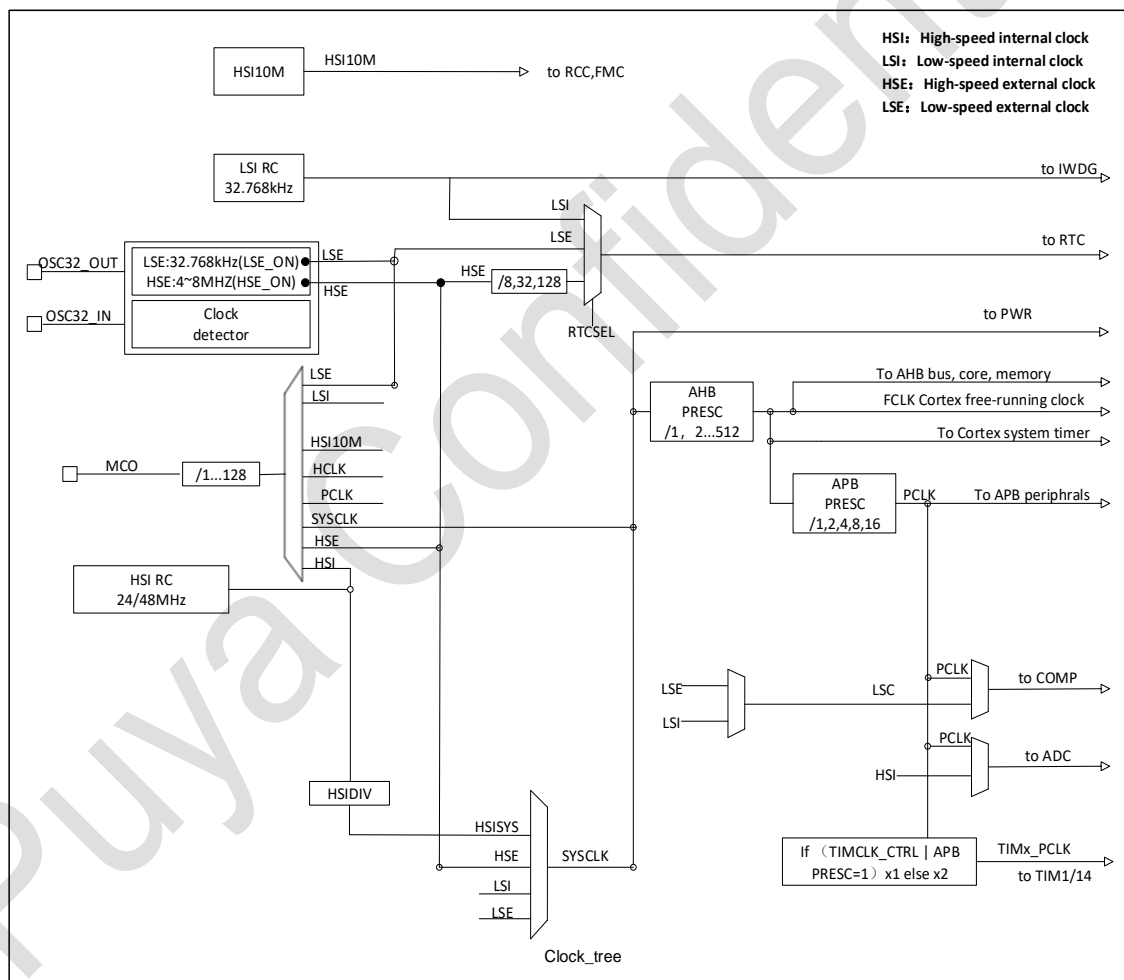 HSI：High-speed internal clock
LSI：Low-speed internal clock
HSE：High-speed external clock
LSE：Low-speed external clock
HSI10M
HSI10M
to RCC,FMC
LSI RC
32.768kHz
to IWDG
LSI
LSE
to RTC
OSC32_OUT
LSE:32.768kHz(LSE_ON)
HSE:4~8MHZ(HSE_ON)
LSE
HSE
HSE
/8,32,128
OSC32_IN
Clock
detector
RTCSEL
to PWR
LSE
LSI
HSI10M
HCLK
PCLK
SYSCLK
HSE
HSI
MCO
/1...128
AHB
PRESC
/1，2...512
To AHB bus, core, memory
FCLK Cortex free-running clock
To Cortex system timer
APB
PRESC
/1,2,4,8,16
PCLK
To APB periphrals
HSI RC
24/48MHz
LSE
LSI
LSC
PCLK
to COMP
PCLK
HSI
to ADC
HSIDIV
HSISYS
HSE
LSI
LSE
SYSCLK
If （TIMCLK_CTRL | APB
PRESC=1）x1 else x2
TIMx_PCLK
to TIM1/14
Clock_tree
Puya Confident